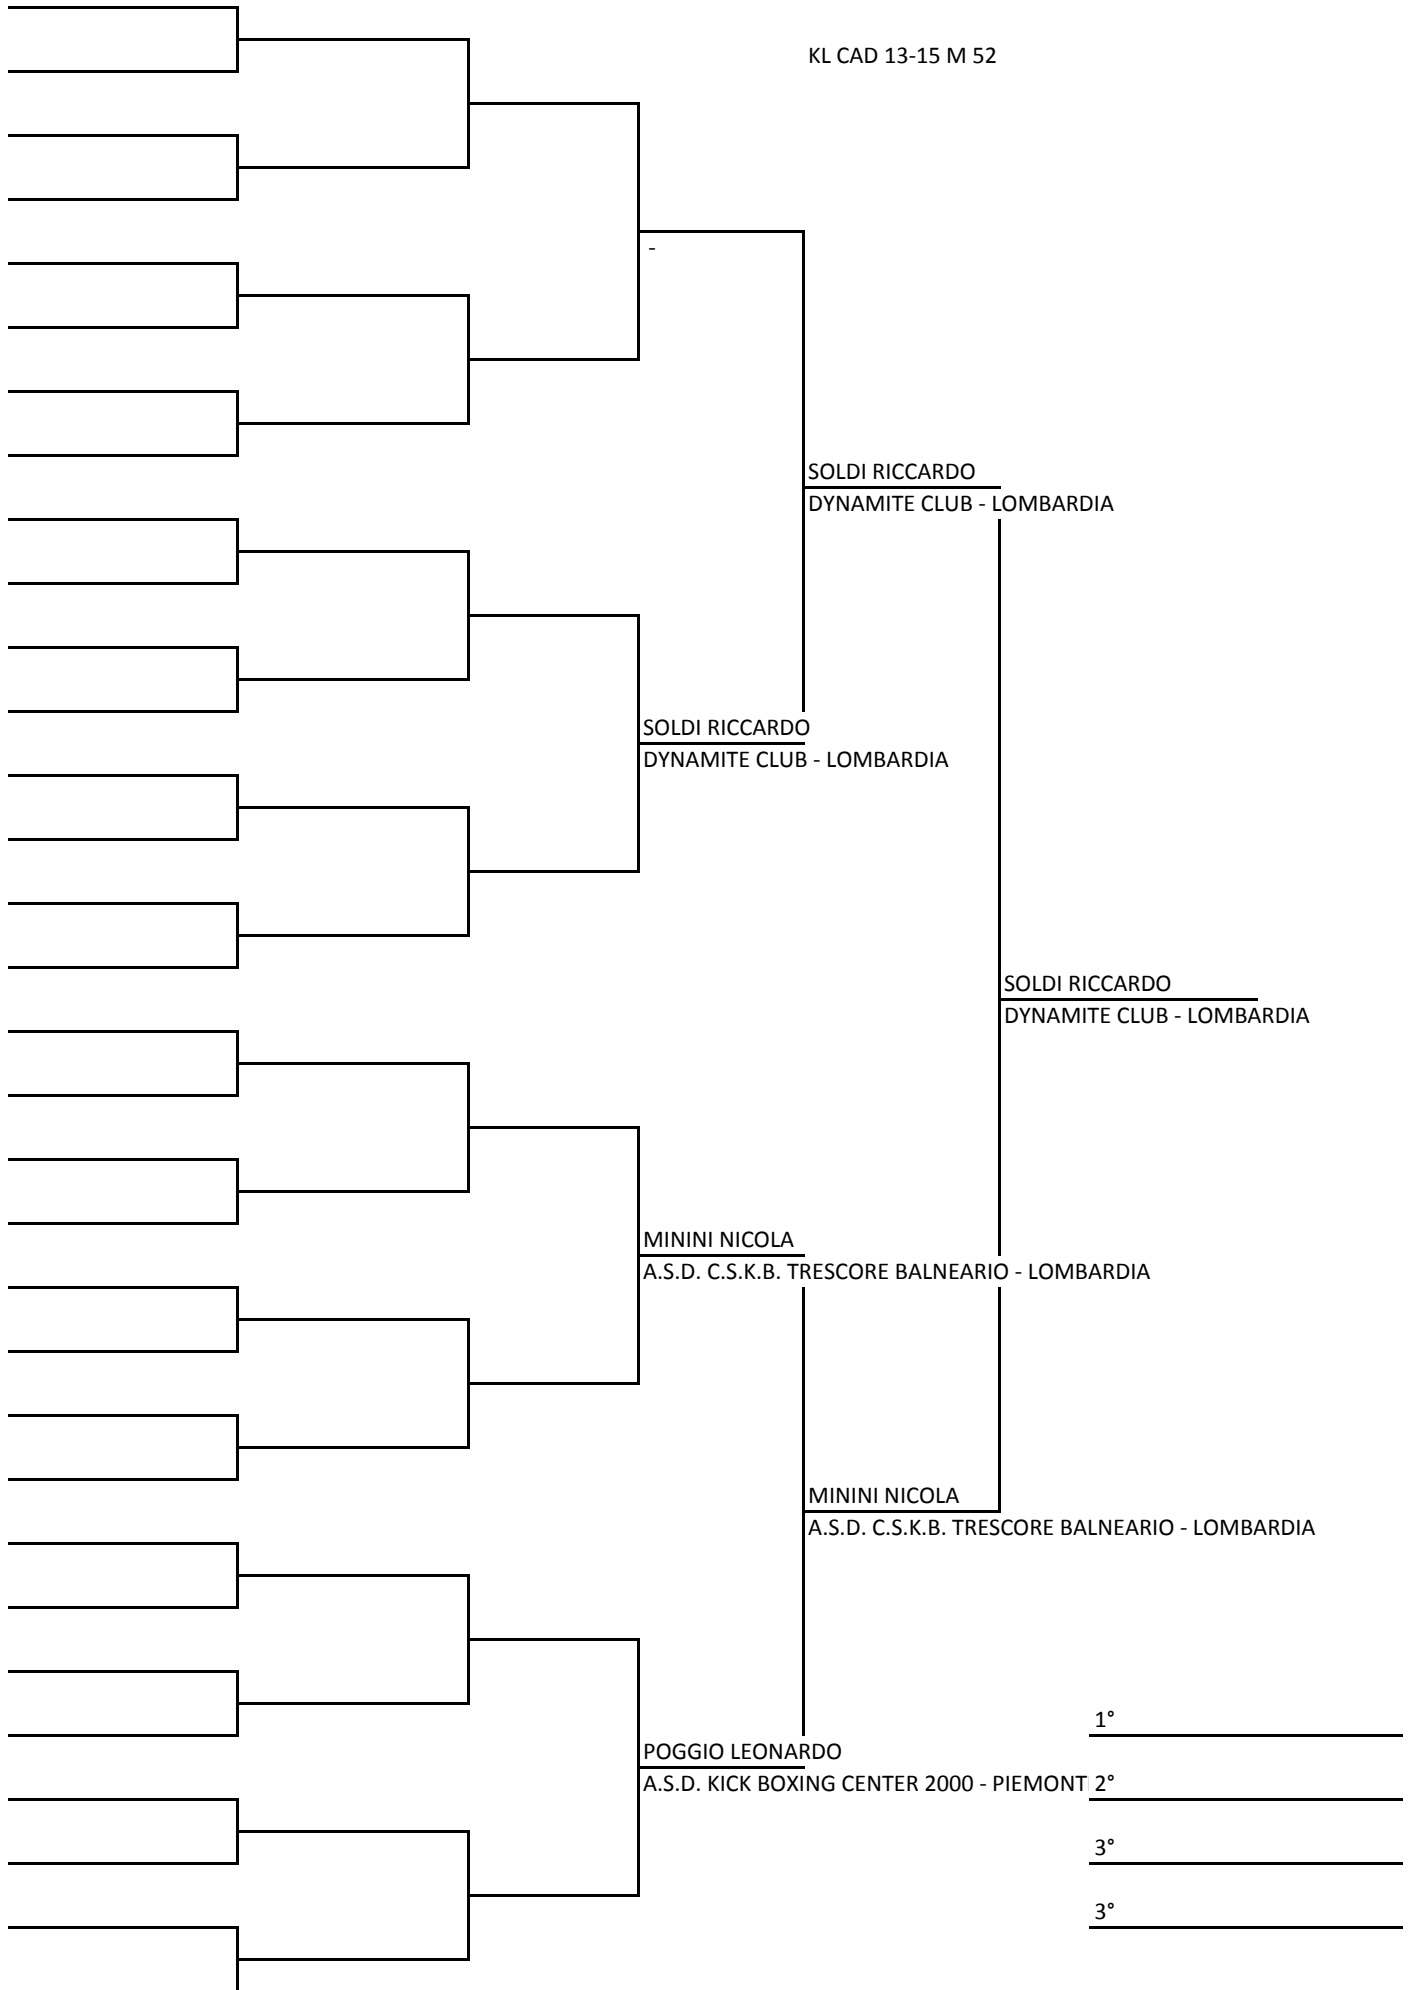 KL CAD 13-15 M 52
-
SOLDI RICCARDO
DYNAMITE CLUB - LOMBARDIA
SOLDI RICCARDO
DYNAMITE CLUB - LOMBARDIA
SOLDI RICCARDO
DYNAMITE CLUB - LOMBARDIA
MININI NICOLA
A.S.D. C.S.K.B. TRESCORE BALNEARIO - LOMBARDIA
MININI NICOLA
A.S.D. C.S.K.B. TRESCORE BALNEARIO - LOMBARDIA
1°
POGGIO LEONARDO
A.S.D. KICK BOXING CENTER 2000 - PIEMONT
2°
3°
3°